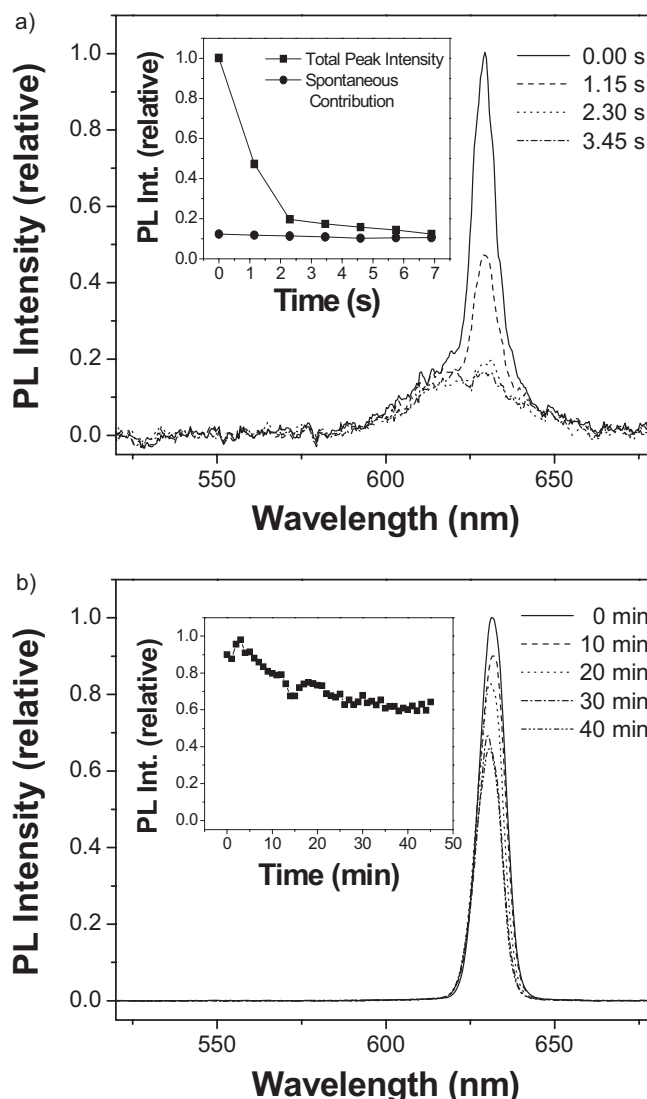 a)
PL Intensity (relative)
1.0
0.8
0.6
0.4
0.2
0.0
550
600
650
Wavelength (nm)
0.00 s
1.15 s
2.30 s
3.45 s
PL Int. (relative)
1.0
0.8
0.6
0.4
0.2
0.0
0 1 2 3 4 5 6 7
Time (s)
Total Peak Intensity
Spontaneous
Contribution
b)
PL Intensity (relative)
1.0
0.8
0.6
0.4
0.2
0.0
550
600
650
Wavelength (nm)
0 min
10 min
20 min
30 min
40 min
PL Int. (relative)
1.0
0.8
0.6
0.4
0.2
0.0
0 10 20 30 40 50
Time (min)